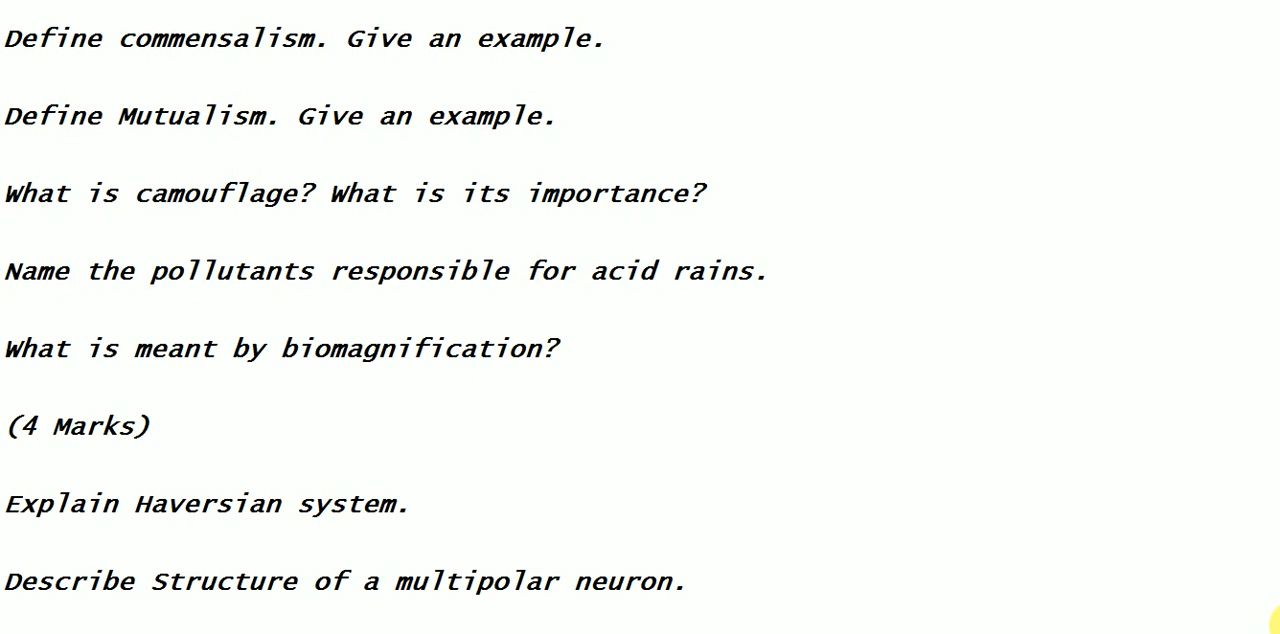 Define commensalism. Give an example.
Define Mutualism. Give an example.
What is camouflage? What is its importance?
Name the pollutants responsible for acid rains.
What is meant by biomagnification?
(4 Marks)
Explain Haversian system.
Describe Structure of a multipolar neuron.